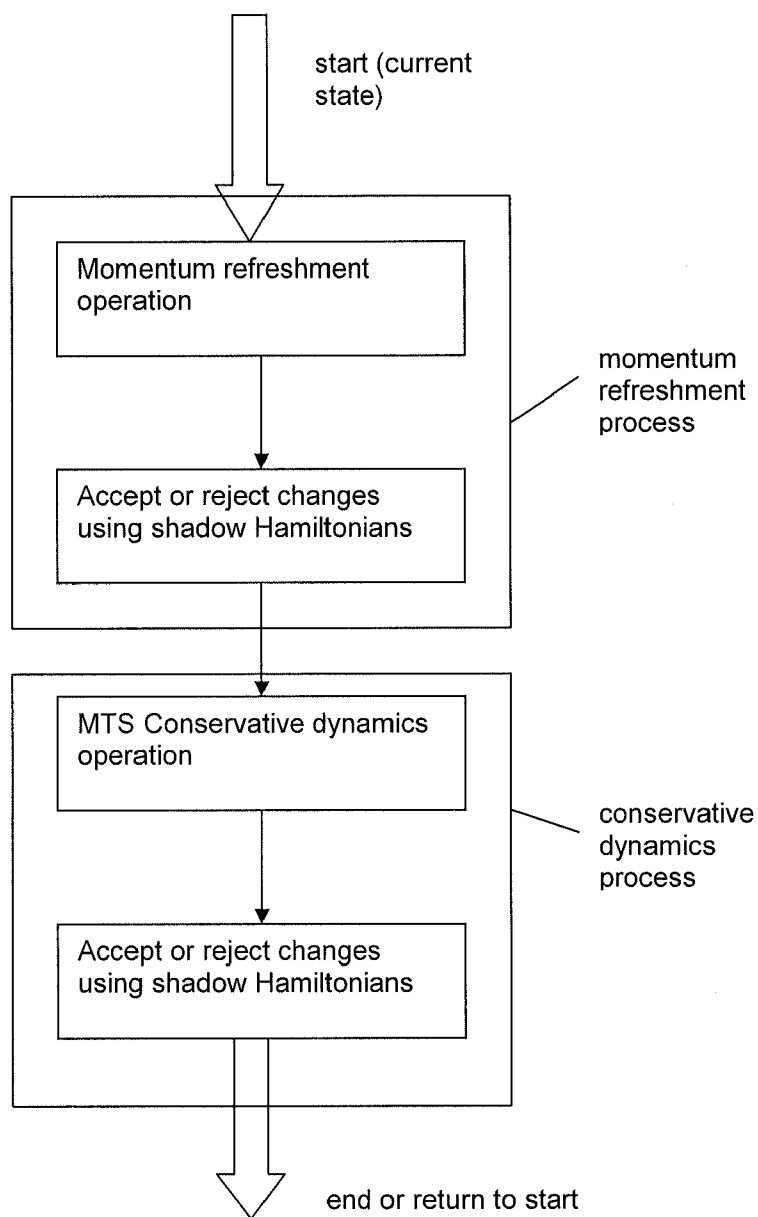 start (current
state)
Momentum refreshment
operation
momentum
refreshment
process
Accept or reject changes
using shadow Hamiltonians
MTS Conservative dynamics
operation
conservative
dynamics
process
Accept or reject changes
using shadow Hamiltonians
end or return to start